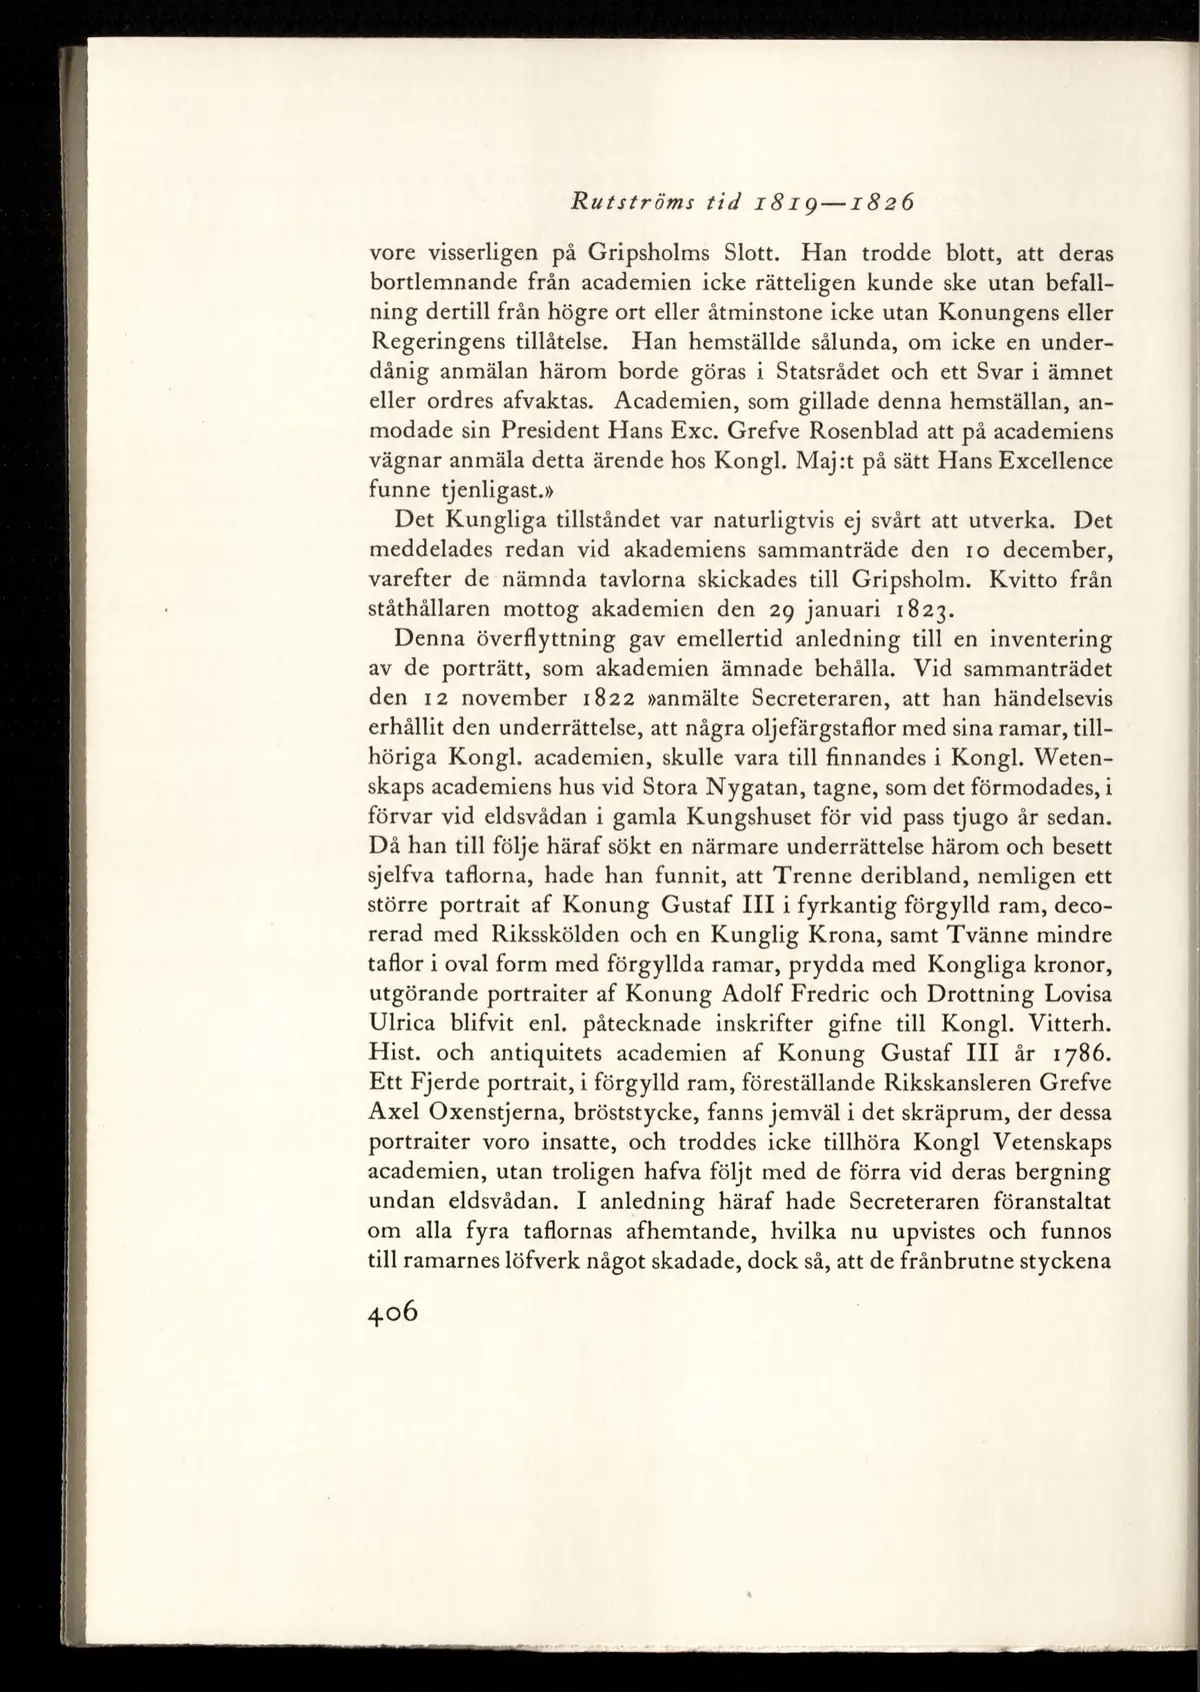 Rutströms tid 1819—1826
vore visserligen på Gripsholms Slott. Han trodde blott, att deras
bortlemnande från academien icke rätteligen kunde ske utan befall-
ning dertill från högre ort eller åtminstone icke utan Konungens eller
Regeringens tillåtelse. Han hemställde sålunda, om icke en under-
dånig anmälan härom borde göras i Statsrådet och ett Svar i ämnet
eller ordres afvaktas. Academien, som gillade denna hemställan, an-
modade sin President Hans Exc. Grefve Rosenblad att på academiens
vägnar anmäla detta ärende hos Kongl. Maj:t på sätt Hans Excellence
funne tjenligast.»
Det Kungliga tillståndet var naturligtvis ej svårt att utverka. Det
meddelades redan vid akademiens sammanträde den 10 december,
varefter de nämnda tavlorna skickades till Gripsholm. Kvitto från
ståthållaren mottog akademien den 29 januari 1823.
Denna överflyttning gav emellertid anledning till en inventering
av de porträtt, som akademien ämnade behålla. Vid sammanträdet
den 12 november 1822 »anmälte Secreteraren, att han händelsevis
erhållit den underrättelse, att några oljefärgstaflor med sina ramar, till-
höriga Kongl. academien, skulle vara till finnandes i Kongl. Weten-
skaps academiens hus vid Stora Nygatan, tagne, som det förmodades, i
förvar vid eldsvådan i gamla Kungshuset för vid pass tjugo år sedan.
Då han till följe häraf sökt en närmare underrättelse härom och besett
sjelfva taflorna, hade han funnit, att Trenne deribland, nemligen ett
större portrait af Konung Gustaf III i fyrkantig förgylld ram, deco-
rerad med Riksskölden och en Kunglig Krona, samt Tvänne mindre
taflor i oval form med förgyllda ramar, prydda med Kongliga kronor,
utgörande portraiter af Konung Adolf Fredric och Drottning Lovisa
Ulrica blifvit enl. påtecknade inskrifter gifne till Kongl. Vitterh.
Hist. och antiquitets academien af Konung Gustaf III år 1786.
Ett Fjerde portrait, i förgylld ram, föreställande Rikskansleren Grefve
Axel Oxenstjerna, bröststycke, fanns jemväl i det skräprum, der dessa
portraiter voro insatte, och troddes icke tillhöra Kongl Vetenskaps
academien, utan troligen hafva följt med de förra vid deras bergning
undan eldsvådan. I anledning häraf hade Secreteraren föranstaltat
om alla fyra taflornas afhemtande, hvilka nu upvistes och funnos
till ramarnes löfverk något skadade, dock så, att de frånbrutne styckena
406